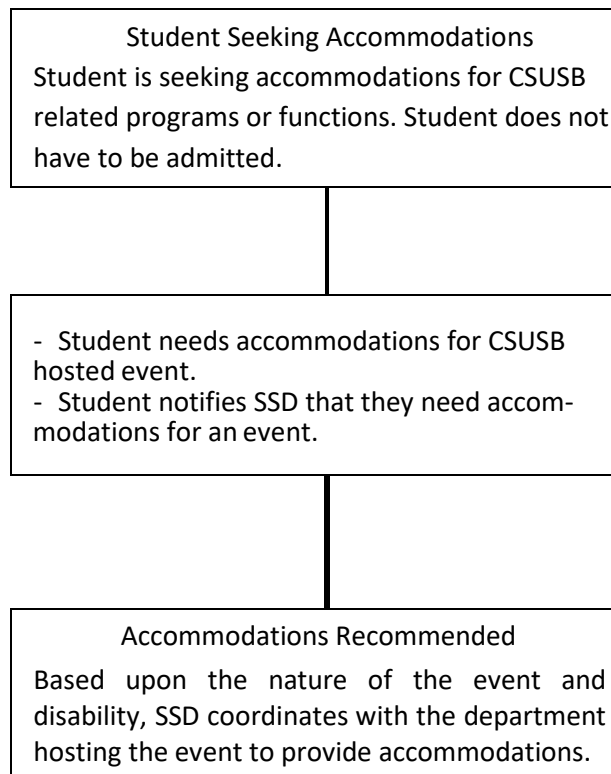 Student Seeking Accommodations
Student is seeking accommodations for CSUSB
related programs or functions. Student does not
have to be admitted.
- Student needs accommodations for CSUSB
hosted event.
- Student notifies SSD that they need accom-
modations for an event.
Accommodations Recommended
Based upon the nature of the event and
disability, SSD coordinates with the department
hosting the event to provide accommodations.